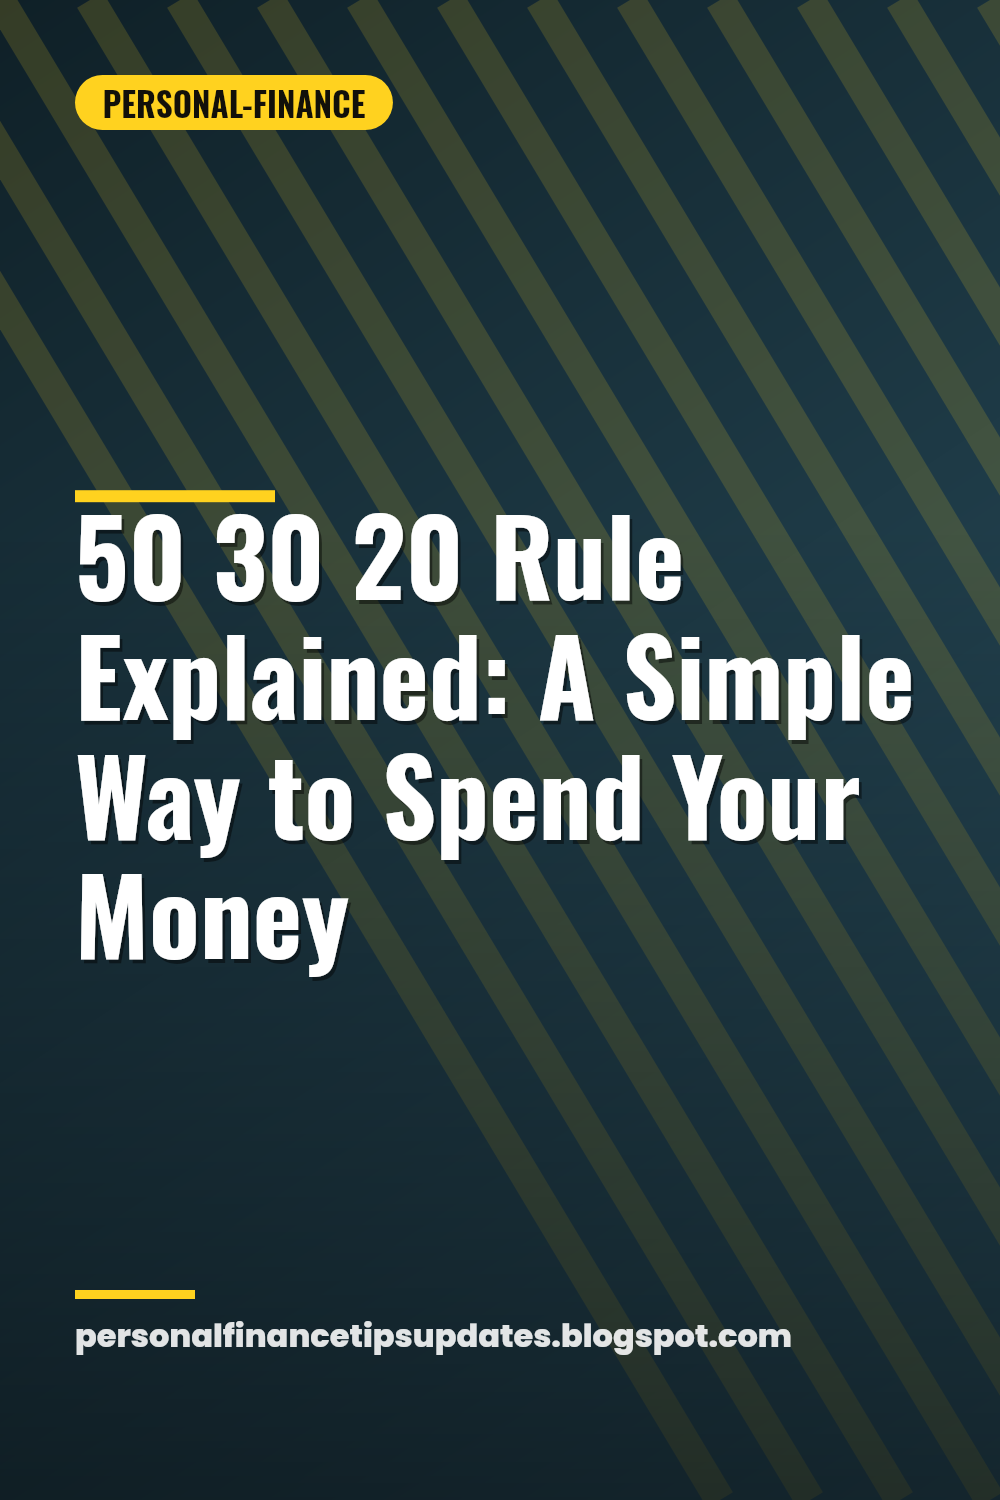 PERSONAL-FINANCE
50 30 20 Rule
Explained: A Simple
Way to Spend Your
Money
personalfinancetipsupdates.blogspot.com